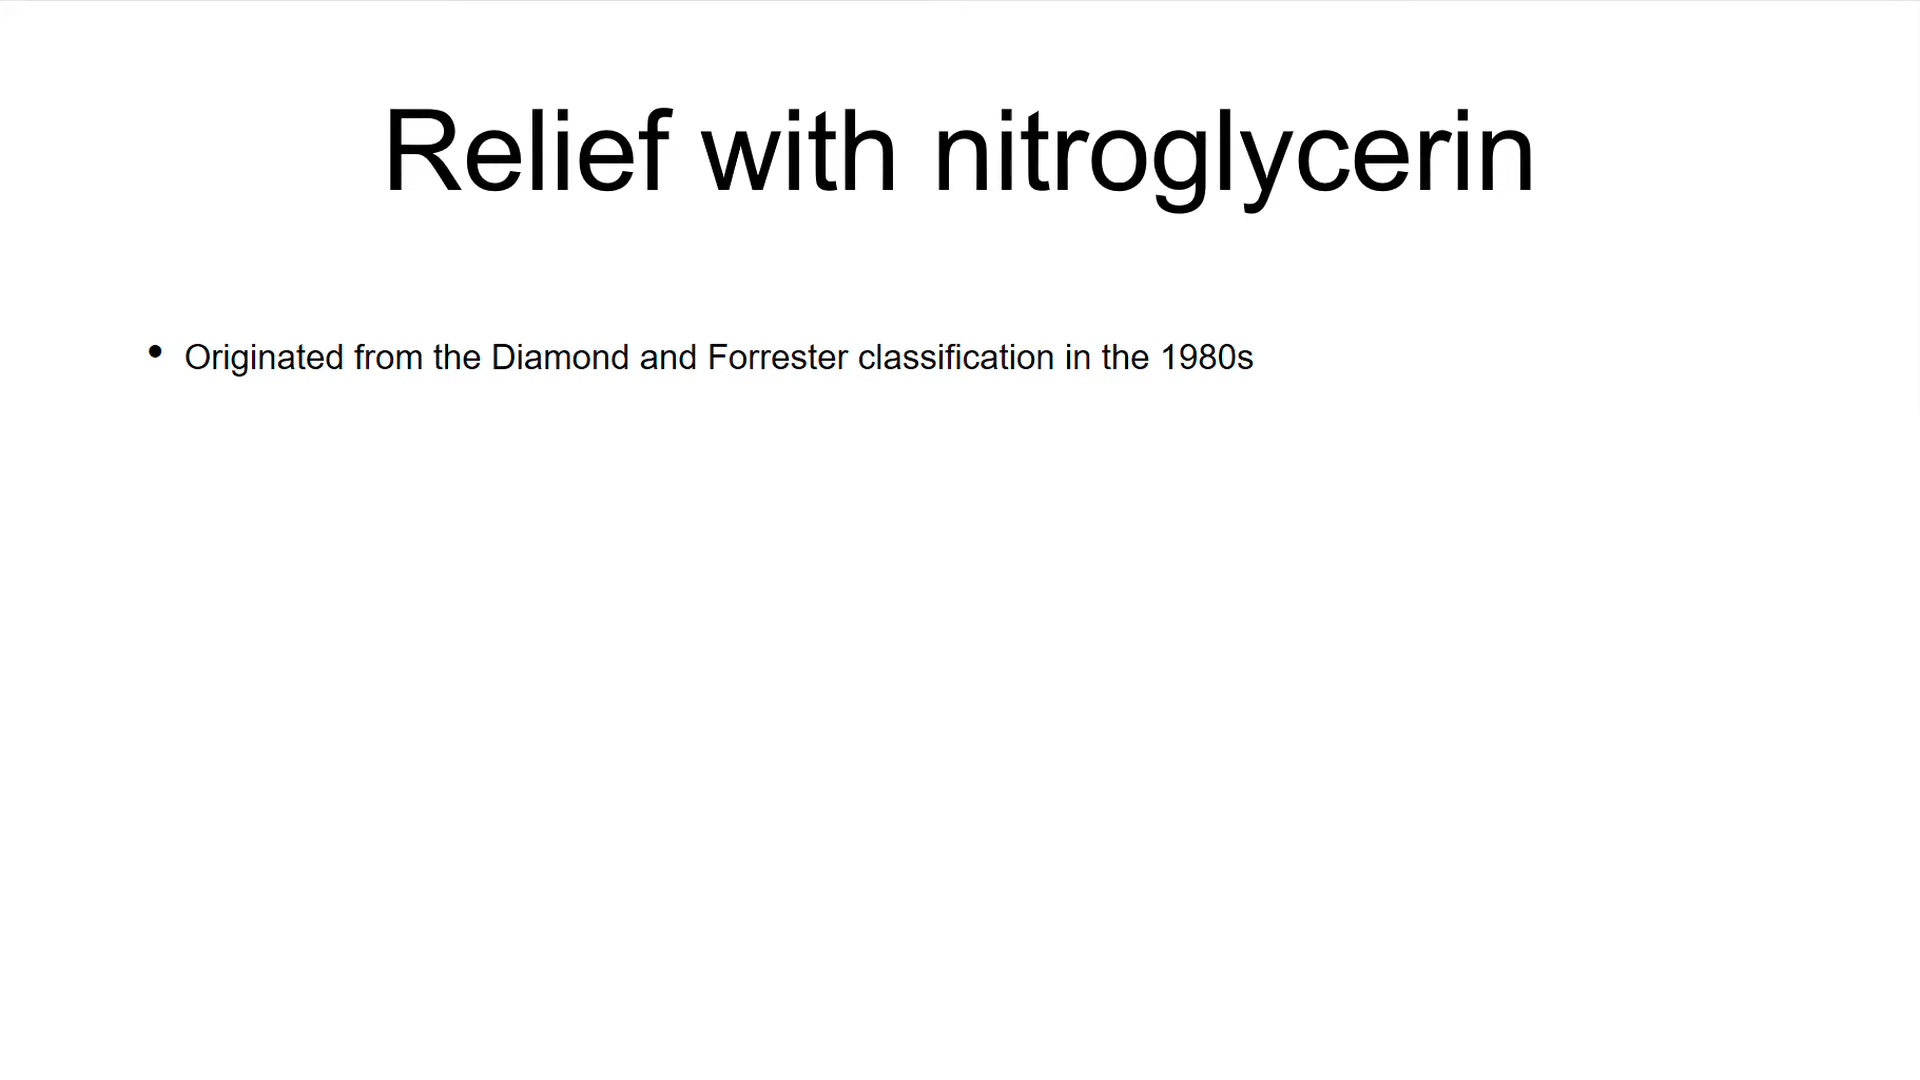 Relief with nitroglycerin
• Originated from the Diamond and Forrester classification in the 1980s